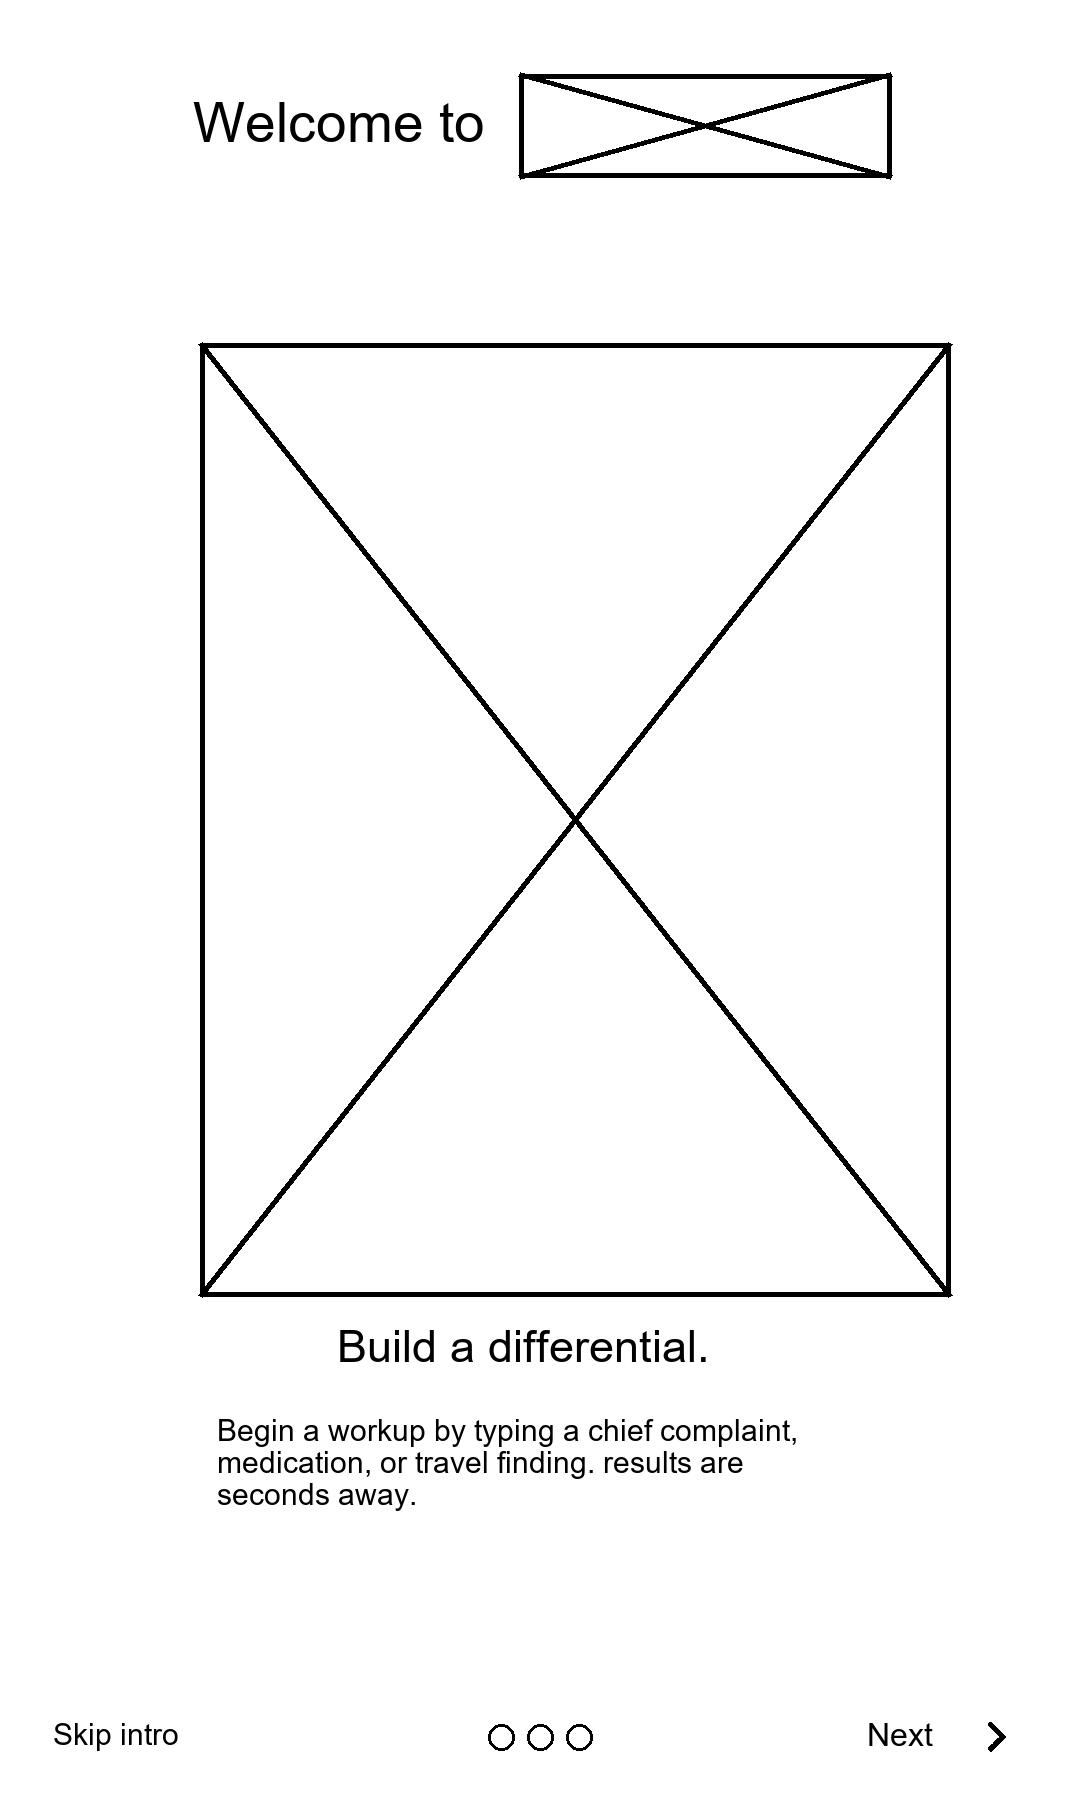 Welcome to
Build a differential.
Begin a workup by typing a chief complaint,
medication, or travel finding. results are
seconds away.
Skip intro
Next